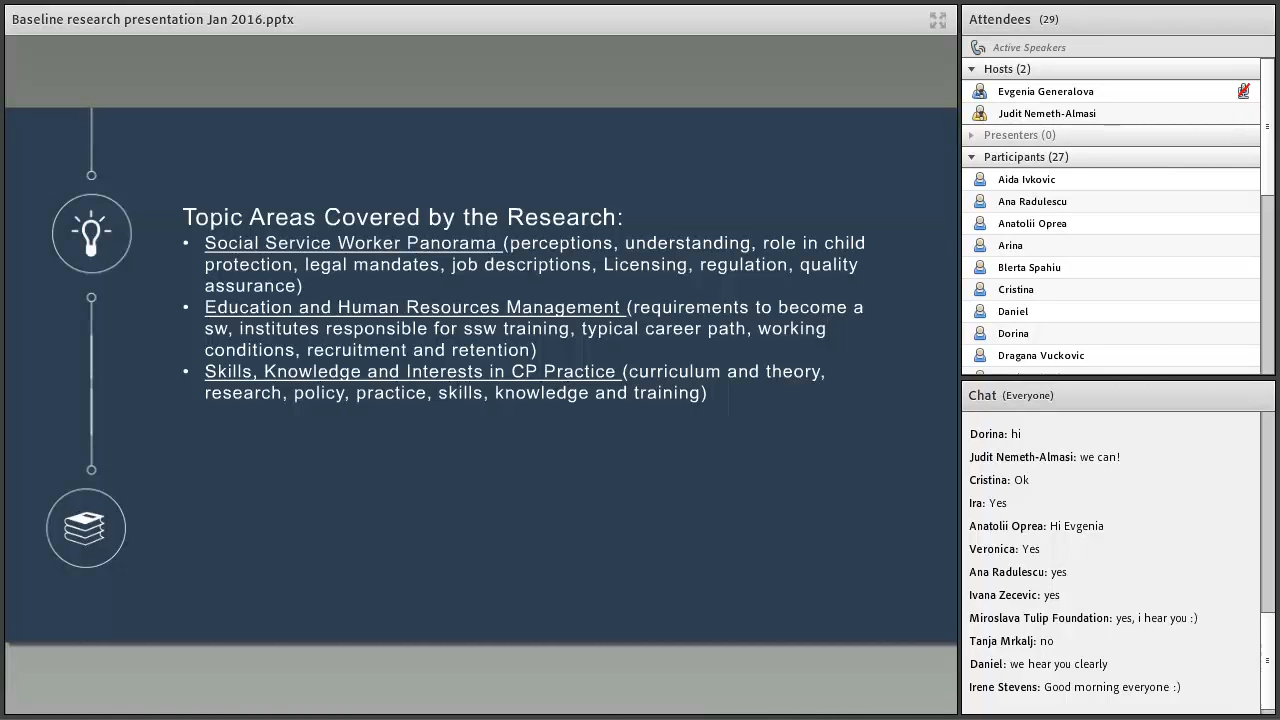 Baseline research presentation Jan 2016.pptx
Topic Areas Covered by the Research:
• Social Service Worker Panorama (perceptions, understanding, role in child
protection, legal mandates, job descriptions, Licensing, regulation, quality
assurance)
• Education and Human Resources Management (requirements to become a
sw, institutes responsible for ssw training, typical career path, working
conditions, recruitment and retention)
• Skills, Knowledge and Interests in CP Practice (curriculum and theory,
research, policy, practice, skills, knowledge and training)
Attendees (29)
Active Speakers
Hosts (2)
Evgenia Generalova
Judit Nemeth-Almasi
Presenters (0)
Participants (27)
Aida Ivkovic
Ana Radulescu
Anatolii Oprea
Arina
Blerta Spahiu
Cristina
Daniel
Dorina
Dragana Vuckovic
Chat (Everyone)
Dorina: hi
Judit Nemeth-Almasi: we can!
Cristina: Ok
Ira: Yes
Anatolii Oprea: Hi Evgenia
Veronica: Yes
Ana Radulescu: yes
Ivana Zecevic: yes
Miroslava Tulip Foundation: yes, i hear you :)
Tanja Mrkalj: no
Daniel: we hear you clearly
Irene Stevens: Good morning everyone :)